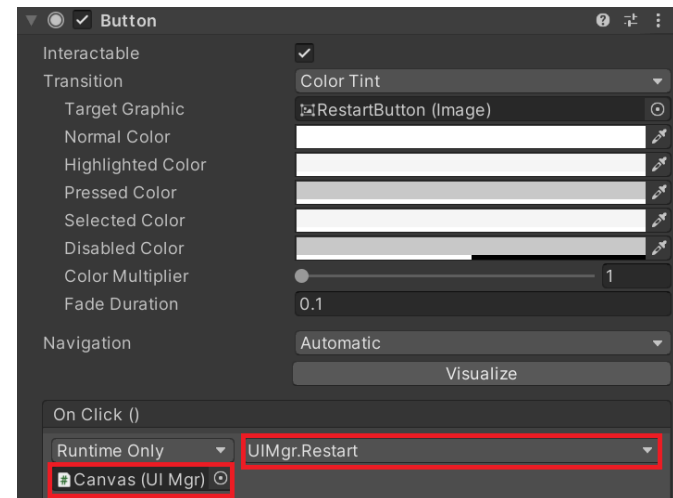 Button
Interactable
Transition Color Tint
Target Graphic RestartButton (Image)
Normal Color
Highlighted Color
Pressed Color
Selected Color
Disabled Color
Color Multiplier 1
Fade Duration 0.1
Navigation Automatic
Visualize
On Click ()
Runtime Only UIMgr.Restart
Canvas (UI Mgr)